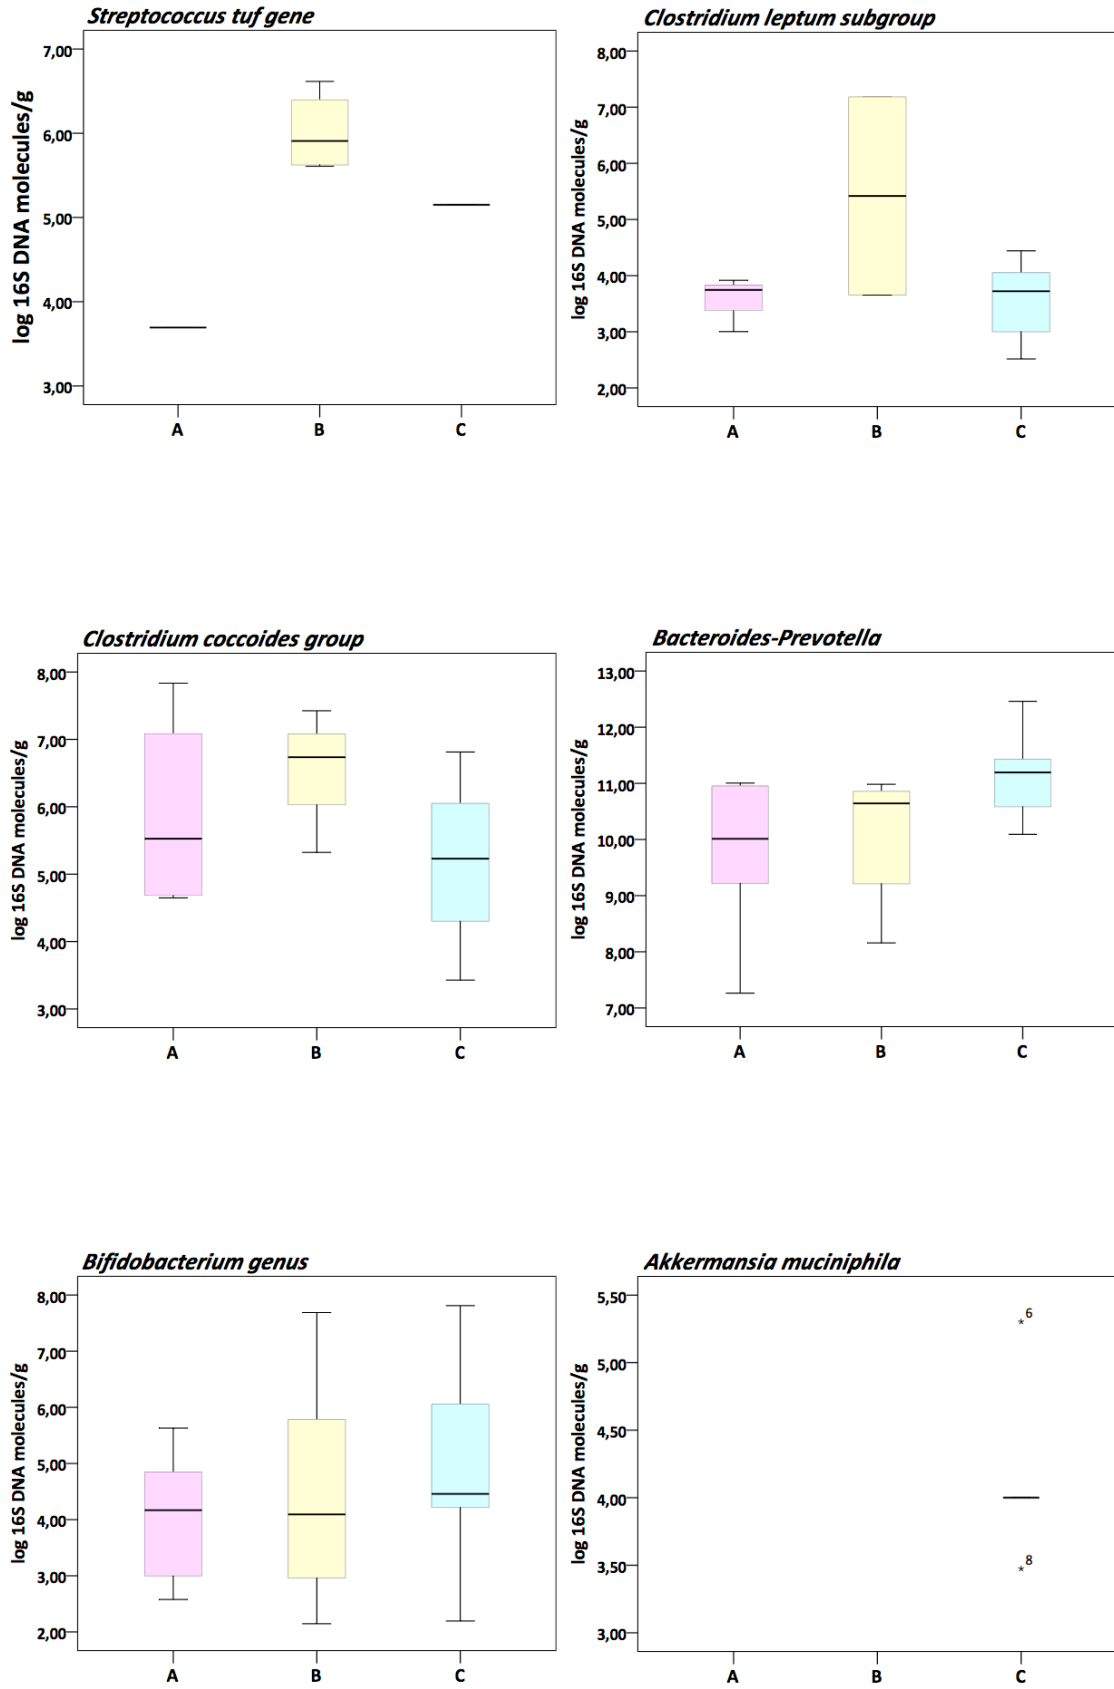 Streptococcus tuf gene
log 16S DNA molecules/g
7,00
6,00
5,00
4,00
3,00
A B C
Clostridium leptum subgroup
log 16S DNA molecules/g
8,00
7,00
6,00
5,00
4,00
3,00
2,00
A B C
Clostridium coccoides group
log 16S DNA molecules/g
8,00
7,00
6,00
5,00
4,00
3,00
A B C
Bacteroides-Prevotella
log 16S DNA molecules/g
13,00
12,00
11,00
10,00
9,00
8,00
7,00
A B C
Bifidobacterium genus
log 16S DNA molecules/g
8,00
7,00
6,00
5,00
4,00
3,00
2,00
A B C
Akkermansia muciniphila
log 16S DNA molecules/g
5,50
5,00
4,50
4,00
3,50
3,00
*6
*8
A B C